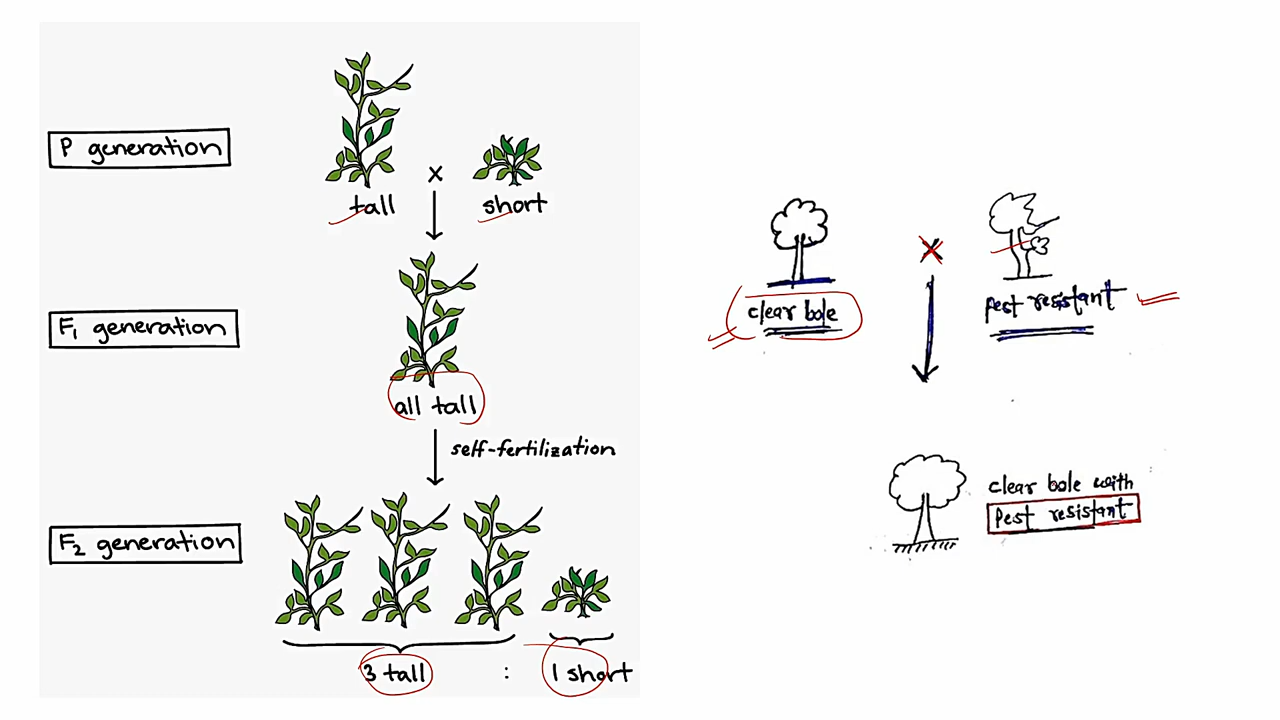 P generation
x
tall
short
F1 generation
all tall
self-fertilization
F2 generation
3 tall : 1 short
x
clear bole
pest resistant
clear bole with
Pest resistant